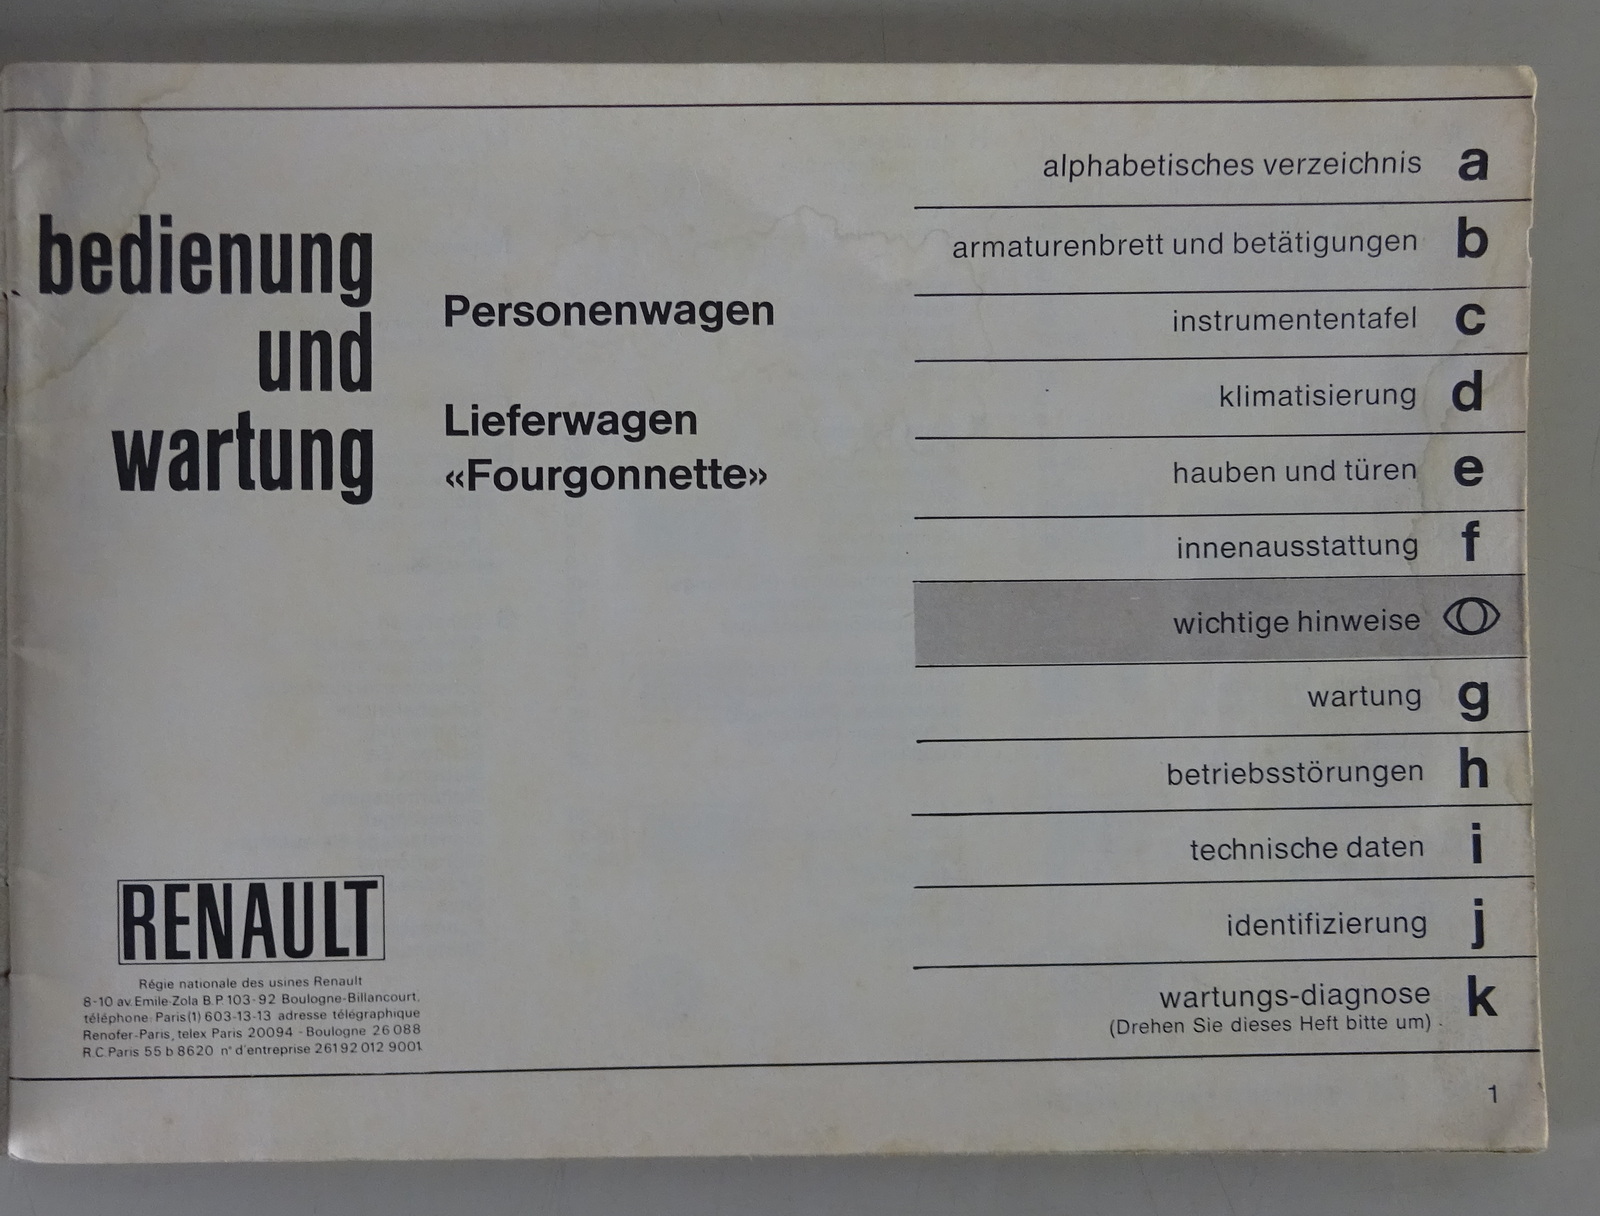 bedienung
und
wartung
Personenwagen
Lieferwagen
«Fourgonnette»
alphabetisches verzeichnis a
armaturenbrett und betätigungen b
instrumententafel c
klimatisierung d
hauben und türen e
innenausstattung f
wichtige hinweise
wartung g
betriebsstörungen h
technische daten i
identifizierung j
wartungs-diagnose k
(Drehen Sie dieses Heft bitte um)
RENAULT
Régie nationale des usines Renault
8-10 av. Emile-Zola B.P. 103-92 Boulogne-Billancourt.
téléphone: Paris (1) 603-13-13 adresse télégraphique
Renofer-Paris, telex Paris 20094 - Boulogne 26 088
R.C. Paris 55 b 8620 n° d'entreprise 261 92 012 9001
1